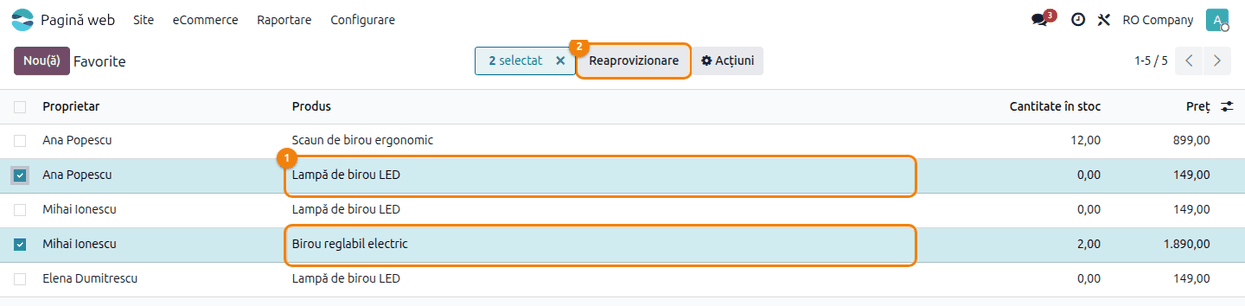 Pagină web Site eCommerce Raportare Configurare 3 RO Company A
Nou(ă) Favorite 2 selectat × 2 Reaprovizionare Acțiuni 1-5 / 5
Proprietar Produs Cantitate în stoc Preț
Ana Popescu Scaun de birou ergonomic 12,00 899,00
1
Ana Popescu Lampă de birou LED 0,00 149,00
Mihai Ionescu Lampă de birou LED 0,00 149,00
Mihai Ionescu Birou reglabil electric 2,00 1.890,00
Elena Dumitrescu Lampă de birou LED 0,00 149,00